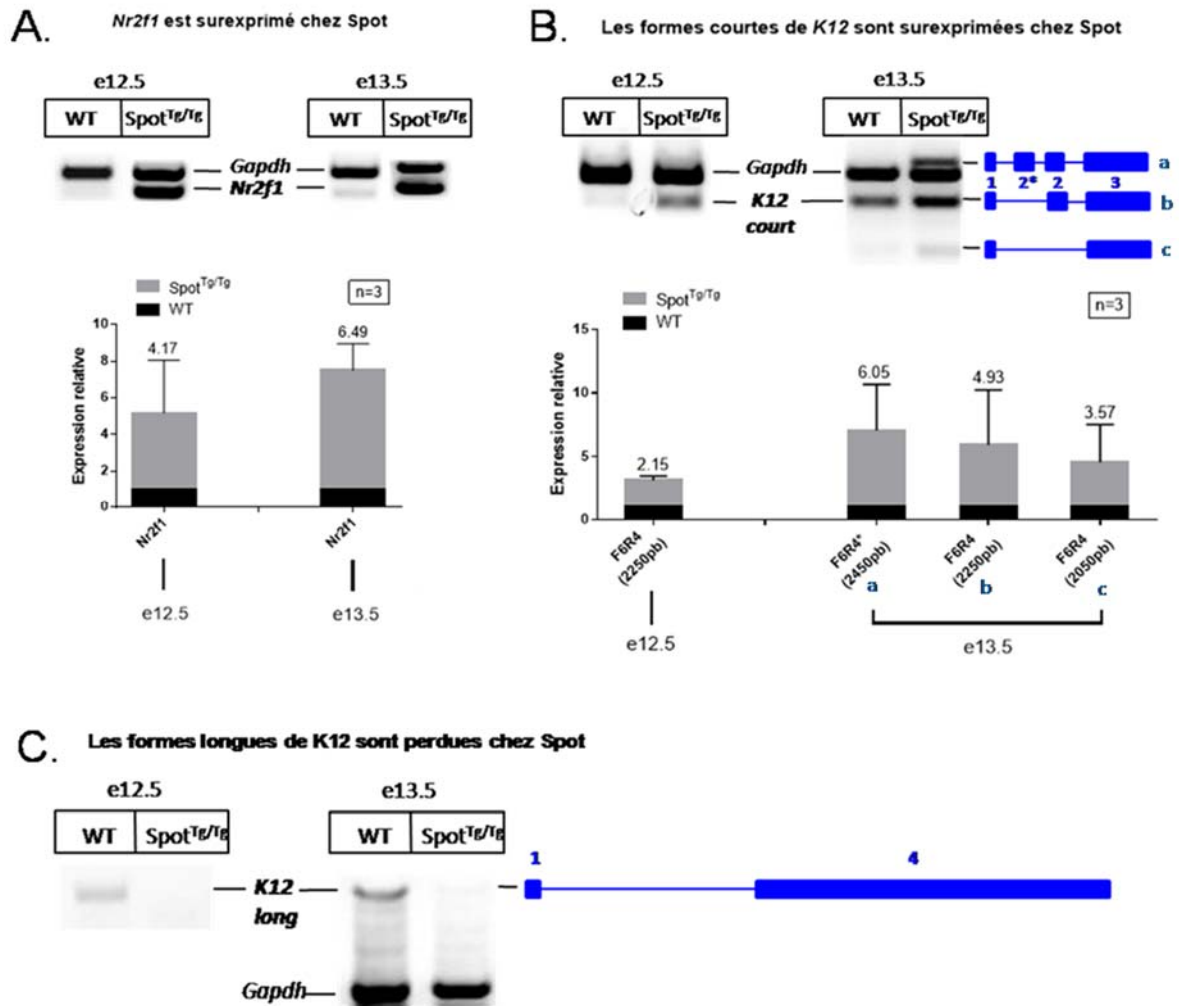 A.
Nr2f1 est surexprimé chez Spot
e12.5
WT SpotTg/Tg
e13.5
WT SpotTg/Tg
Gapdh
Nr2f1
SpotTg/Tg
WT
n=3
Expression relative
10
8
6
4
2
0
4.17
6.49
Nr2f1
Nr2f1
e12.5
e13.5
B.
Les formes courtes de K12 sont surexprimées chez Spot
e12.5
WT SpotTg/Tg
e13.5
WT SpotTg/Tg
Gapdh
K12
court
a
1 2* 2 3
b
c
SpotTg/Tg
WT
n=3
Expression relative
15
10
5
0
2.15
6.05
4.93
3.57
F6R4
(2250pb)
F6R4*
(2450pb)
F6R4
(2250pb)
F6R4
(2050pb)
a b c
e12.5
e13.5
C.
Les formes longues de K12 sont perdues chez Spot
e12.5
WT SpotTg/Tg
e13.5
WT SpotTg/Tg
K12
long
Gapdh
1 4